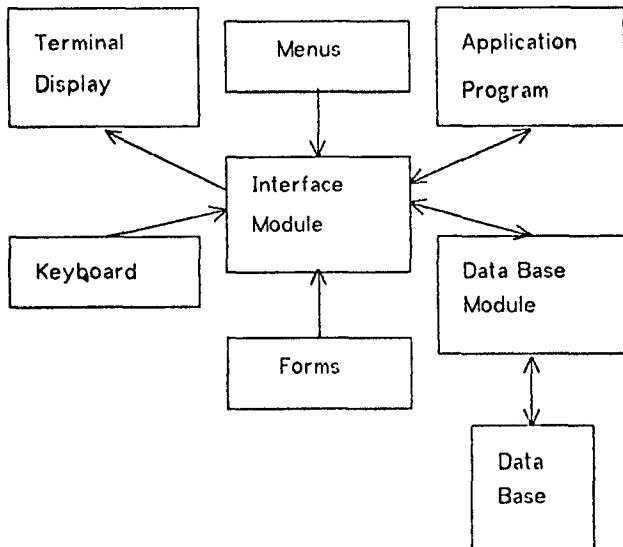 Terminal
Display
Menus
Application
Program
Interface
Module
Keyboard
Data Base
Module
Forms
Data
Base